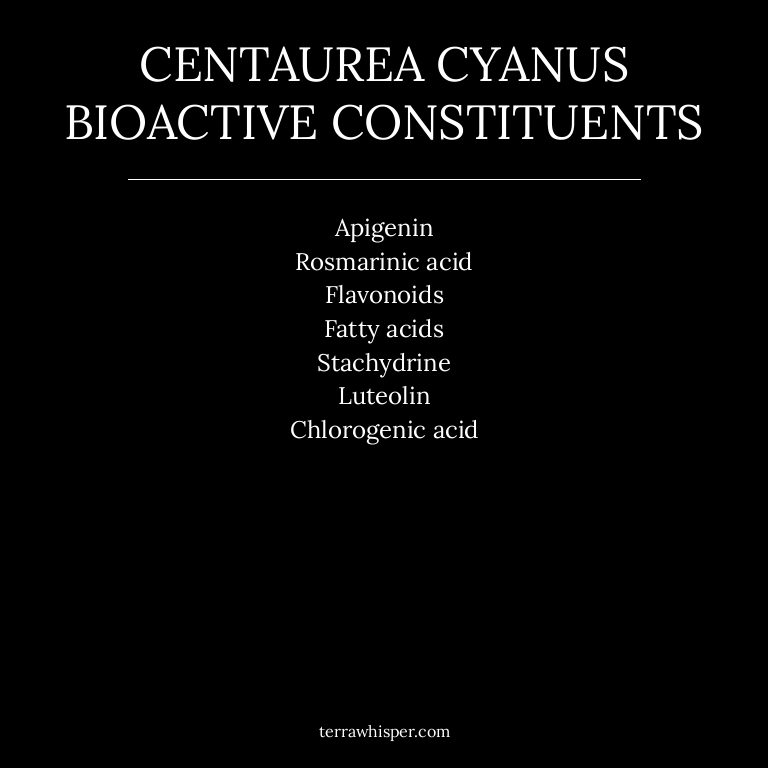 CENTAUREA CYANUS
BIOACTIVE CONSTITUENTS
Apigenin
Rosmarinic acid
Flavonoids
Fatty acids
Stachydrine
Luteolin
Chlorogenic acid
terrawhisper.com